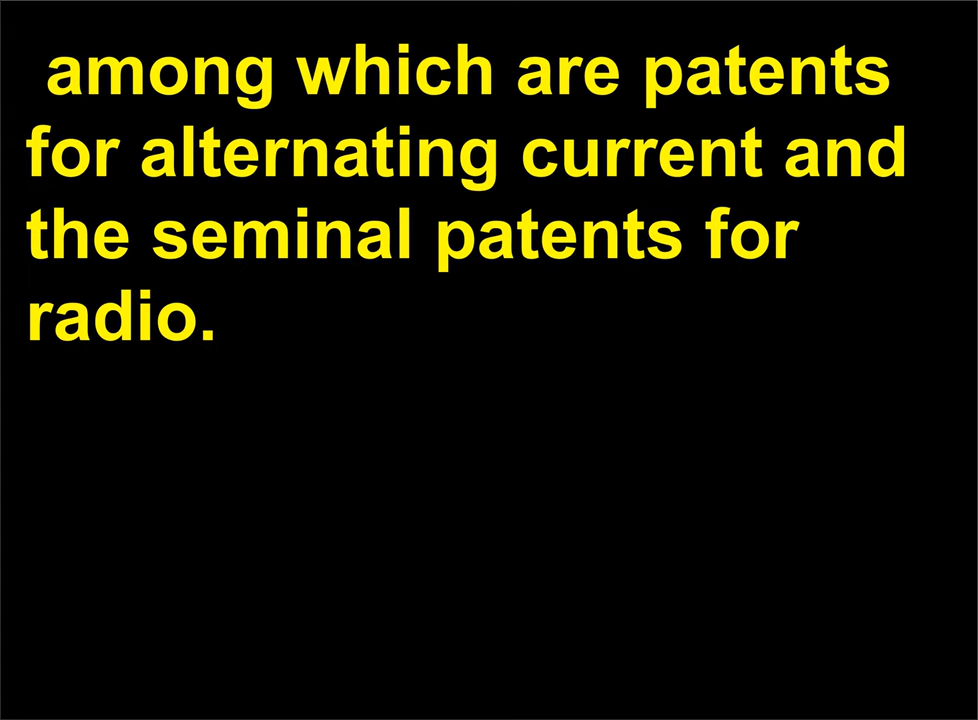 among which are patents
for alternating current and
the seminal patents for
radio.